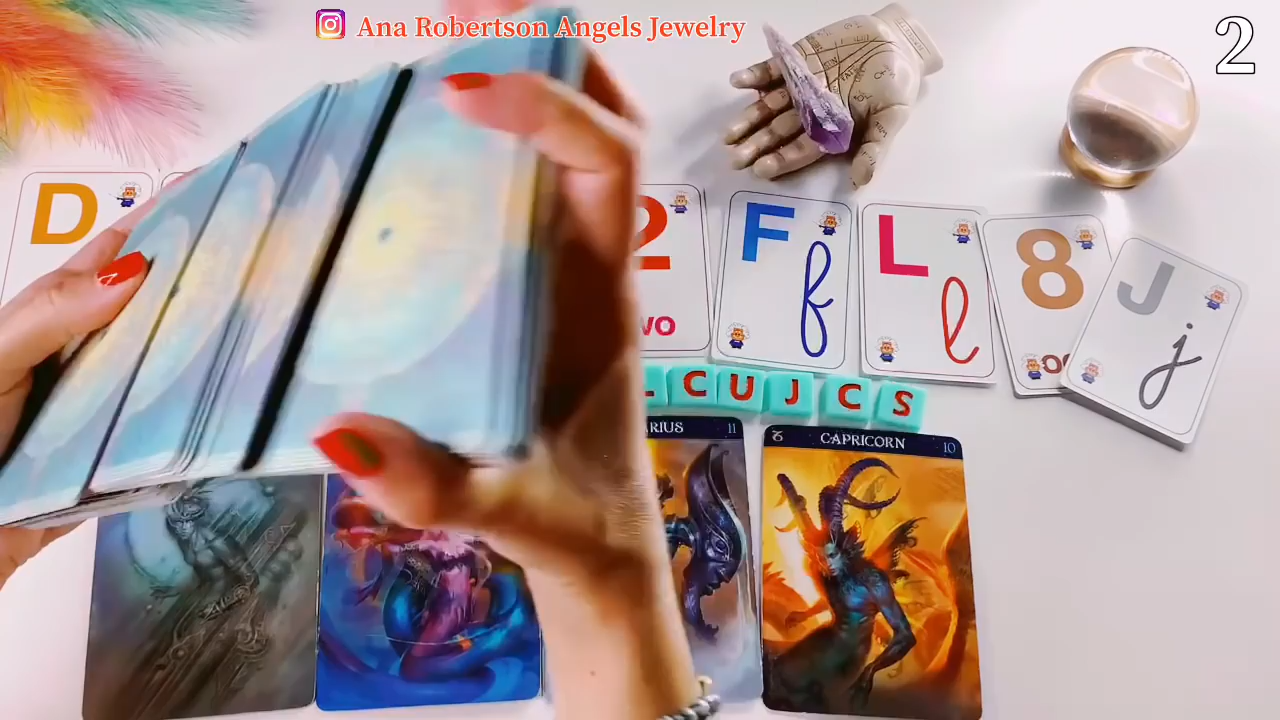 Ana Robertson Angels Jewelry
2
D
2
F f
L l
8
J j
C U J C S
11
CAPRICORN 10